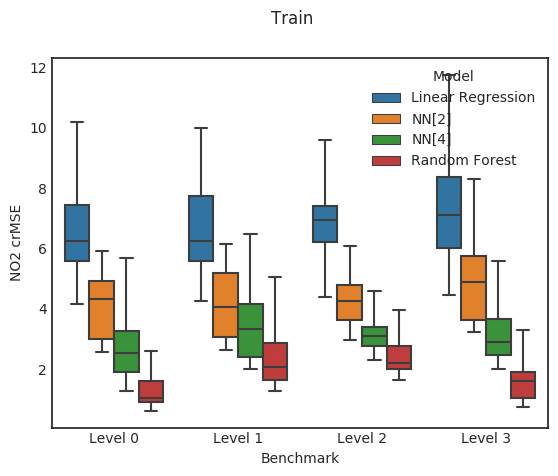 Train
12
10
8
6
4
2
NO2 crMSE
Model
Linear Regression
NN[2]
NN[4]
Random Forest
Level 0 Level 1 Level 2 Level 3
Benchmark